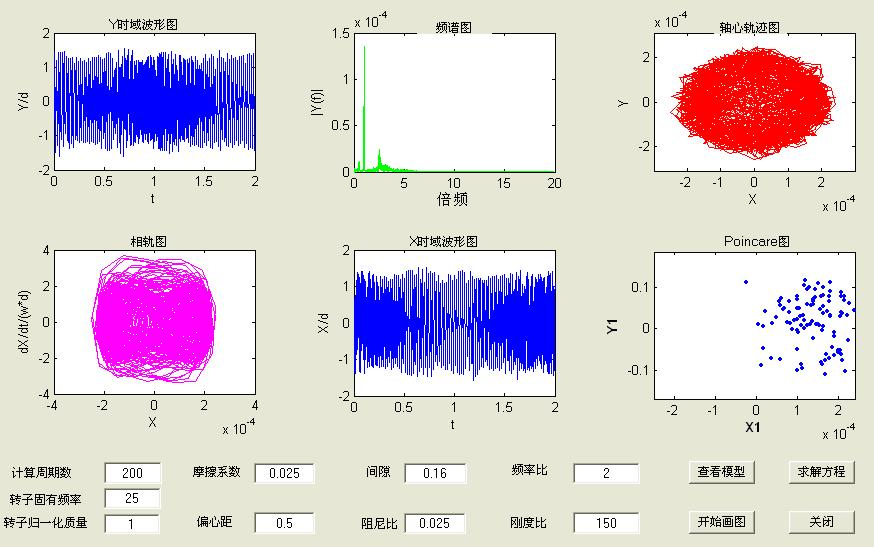 Y时域波形图
2
1
0
-1
-2
Y/d
0 0.5 1 1.5 2
t
x 10⁻⁴
频谱图
1.5
1
0.5
0
|Y(f)|
0 5 10 15 20
倍频
x 10⁻⁴
轴心轨迹图
2
0
-2
Y
-2 0 2
X
x 10⁻⁴
相轨图
4
2
0
-2
-4
dX/dt/(w*d)
-4 -2 0 2 4
X
x 10⁻⁴
X时域波形图
2
1
0
-1
-2
X/d
0 0.5 1 1.5 2
t
Poincare图
0.1
0
-0.1
Y1
-2 -1 0 1 2
X1
x 10⁻⁴
计算周期数 200 摩擦系数 0.025 间隙 0.16 频率比 2 查看模型 求解方程
转子固有频率 25
转子归一化质量 1 偏心距 0.5 阻尼比 0.025 刚度比 150 开始画图 关闭